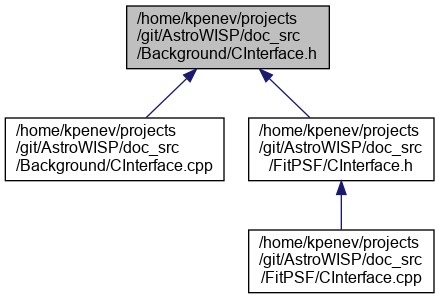 /home/kpenev/projects
/git/AstroWISP/doc_src
/Background/CInterface.h
/home/kpenev/projects
/git/AstroWISP/doc_src
/Background/CInterface.cpp
/home/kpenev/projects
/git/AstroWISP/doc_src
/FitPSF/CInterface.h
/home/kpenev/projects
/git/AstroWISP/doc_src
/FitPSF/CInterface.cpp